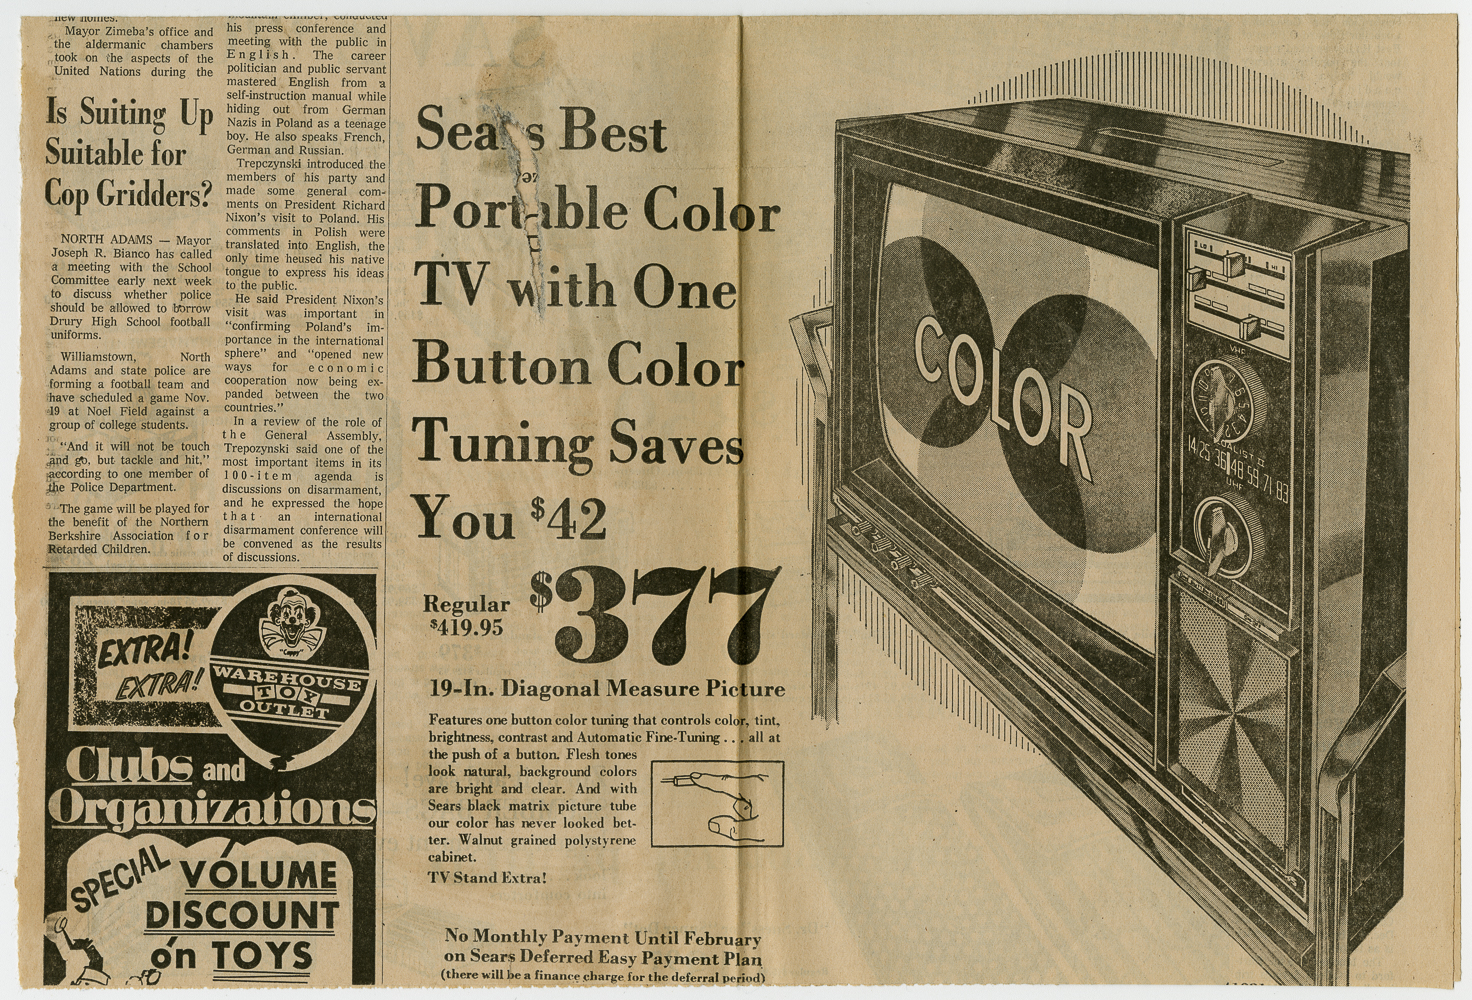 new homes.
Mayor Zimeba's office and
the aldermanic chambers
took on the aspects of the
United Nations during the
Is Suiting Up
Suitable for
Cop Gridders?
NORTH ADAMS — Mayor
Joseph R. Bianco has called
a meeting with the School
Committee early next week
to discuss whether police
should be allowed to borrow
Drury High School football
uniforms.
Williamstown, North
Adams and state police are
forming a football team and
have scheduled a game Nov.
19 at Noel Field against a
group of college students.
"And it will not be touch
and go, but tackle and hit,"
according to one member of
the Police Department.
The game will be played for
the benefit of the Northern
Berkshire Association for
Retarded Children.
mountain climber, conducted
his press conference and
meeting with the public in
English. The career
politician and public servant
mastered English from a
self-instruction manual while
hiding out from German
Nazis in Poland as a teenage
boy. He also speaks French,
German and Russian.
Trepczynski introduced the
members of his party and
made some general com-
ments on President Richard
Nixon's visit to Poland. His
comments in Polish were
translated into English, the
only time heused his native
tongue to express his ideas
to the public.
He said President Nixon's
visit was important in
"confirming Poland's im-
portance in the international
sphere" and "opened new
ways for economic
cooperation now being ex-
panded between the two
countries."
In a review of the role of
the General Assembly,
Trepozynski said one of the
most important items in its
100-item agenda is
discussions on disarmament,
and he expressed the hope
that an international
disarmament conference will
be convened as the results
of discussions.
EXTRA!
EXTRA!
WAREHOUSE
TOY
OUTLET
Clubs and
Organizations
SPECIAL
VOLUME
DISCOUNT
on TOYS
Sears Best
Portable Color
TV with One
Button Color
Tuning Saves
You $42
Regular
$419.95
$377
19-In. Diagonal Measure Picture
Features one button color tuning that controls color, tint,
brightness, contrast and Automatic Fine-Tuning . . . all at
the push of a button. Flesh tones
look natural, background colors
are bright and clear. And with
Sears black matrix picture tube
our color has never looked bet-
ter. Walnut grained polystyrene
cabinet.
TV Stand Extra!
No Monthly Payment Until February
on Sears Deferred Easy Payment Plan
(there will be a finance charge for the deferral period)
COLOR
VHF
14 25 36 48 59 71 83
UHF